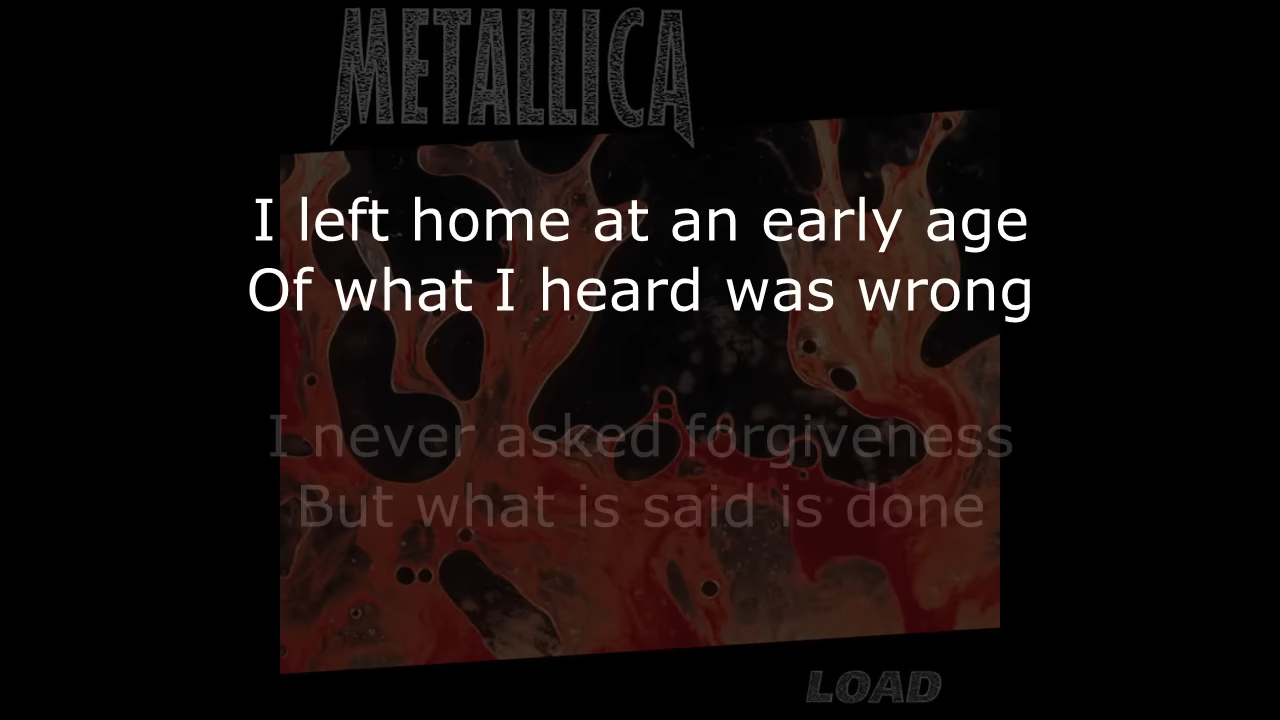 METALLICA
I left home at an early age
Of what I heard was wrong
I never asked forgiveness
But what is said is done
LOAD